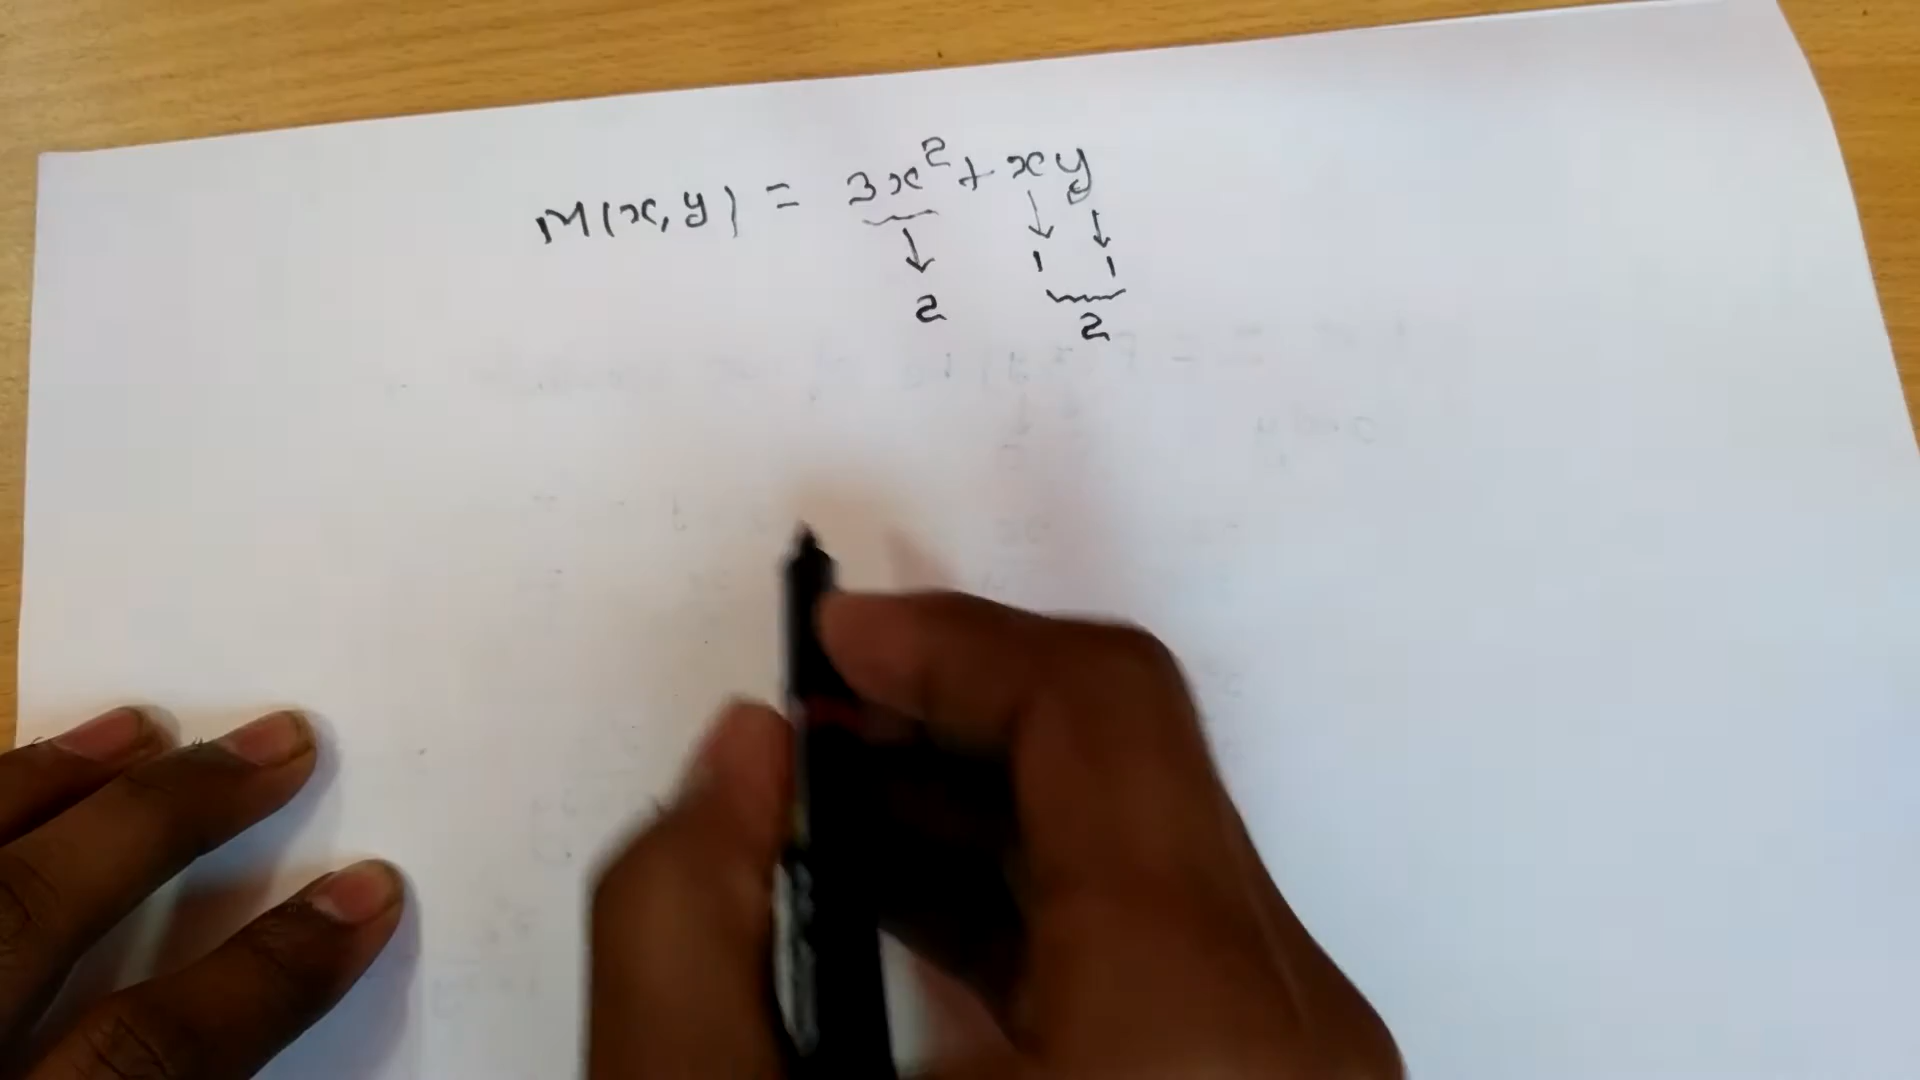 M(x,y) = 3x² + xy
↓ ↓ ↓
2 1 1
2